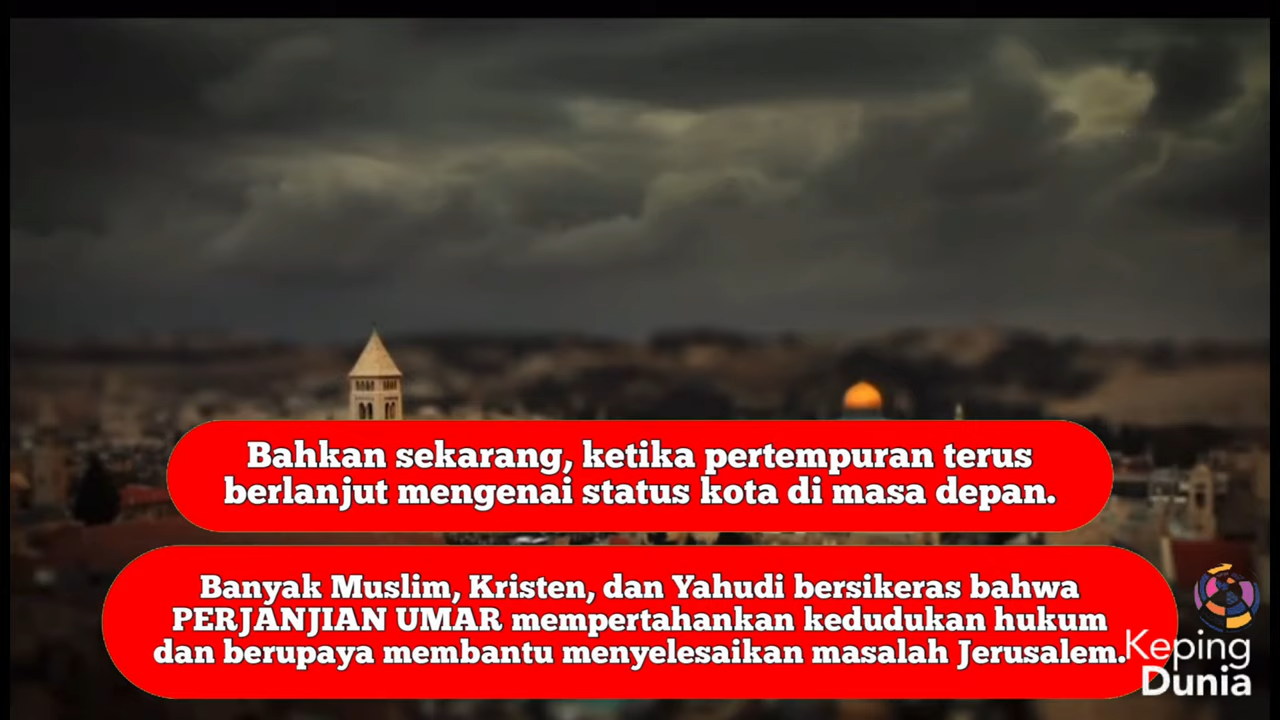 Bahkan sekarang, ketika pertempuran terus
berlanjut mengenai status kota di masa depan.
Banyak Muslim, Kristen, dan Yahudi bersikeras bahwa
PERJANJIAN UMAR mempertahankan kedudukan hukum
dan berupaya membantu menyelesaikan masalah Jerusalem.
Keping
Dunia